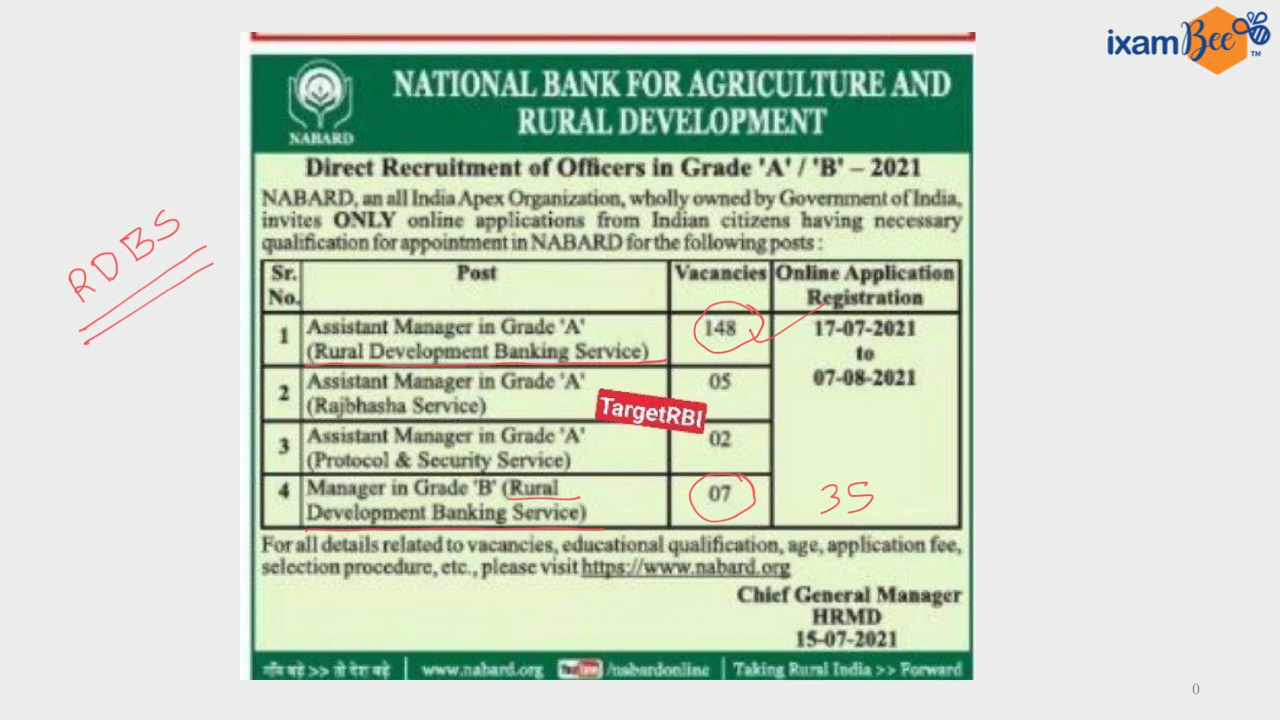 ixamBee
TM
NABARD
NATIONAL BANK FOR AGRICULTURE AND
RURAL DEVELOPMENT
Direct Recruitment of Officers in Grade 'A' / 'B' – 2021
NABARD, an all India Apex Organization, wholly owned by Government of India,
invites ONLY online applications from Indian citizens having necessary
qualification for appointment in NABARD for the following posts :
RDBS
Sr. No. Post Vacancies Online Application Registration
1 Assistant Manager in Grade 'A' 148 17-07-2021
(Rural Development Banking Service) to
2 Assistant Manager in Grade 'A' 05 07-08-2021
(Rajbhasha Service)
TargetRBI
3 Assistant Manager in Grade 'A' 02
(Protocol & Security Service)
4 Manager in Grade 'B' (Rural 07 35
Development Banking Service)
For all details related to vacancies, educational qualification, age, application fee,
selection procedure, etc., please visit https://www.nabard.org
Chief General Manager
HRMD
15-07-2021
गाँव बढ़े >> तो देश बढ़े www.nabard.org YouTube /nabardonline Taking Rural India >> Forward
0